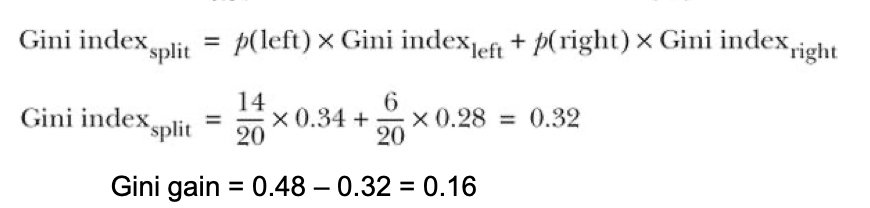 Gini index_split = p(left) × Gini index_left + p(right) × Gini index_right
Gini index_split = 14/20 × 0.34 + 6/20 × 0.28 = 0.32
Gini gain = 0.48 – 0.32 = 0.16